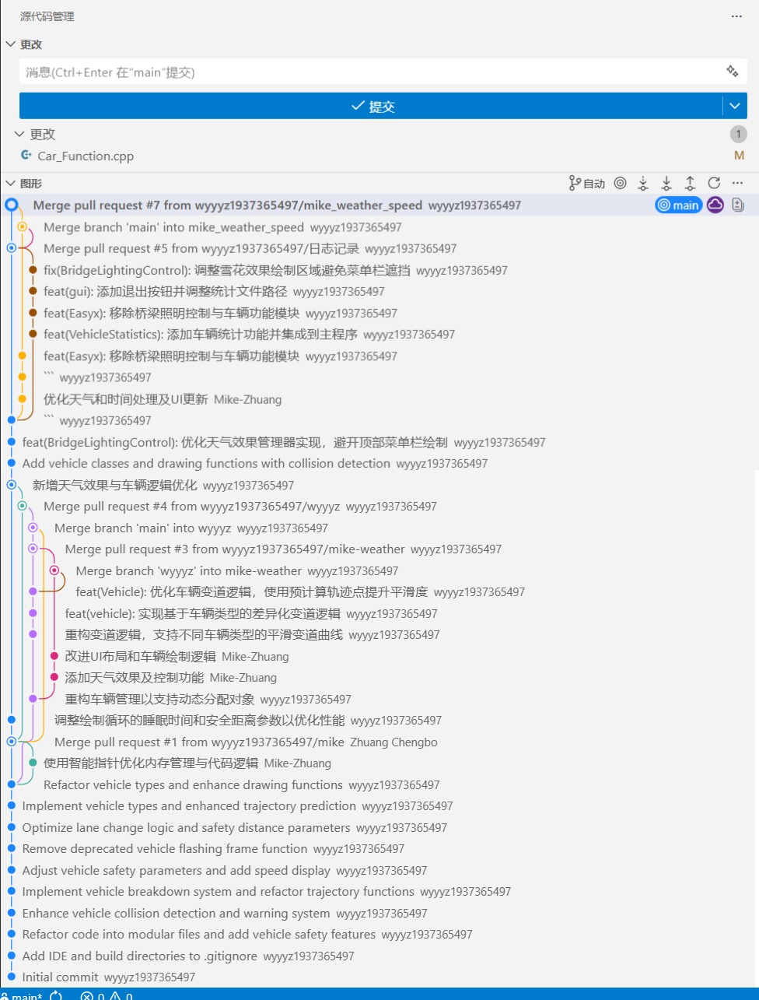 源代码管理
更改
消息(Ctrl+Enter 在“main”提交)
提交
更改 1
Car_Function.cpp M
图形 自动
Merge pull request #7 from wyyyz1937365497/mike_weather_speed wyyyz1937365497 main
Merge branch 'main' into mike_weather_speed wyyyz1937365497
Merge pull request #5 from wyyyz1937365497/日志记录 wyyyz1937365497
fix(BridgeLightingControl): 调整雪花效果绘制区域避免菜单栏遮挡 wyyyz1937365497
feat(gui): 添加退出按钮并调整统计文件路径 wyyyz1937365497
feat(Easyx): 移除桥梁照明控制与车辆功能模块 wyyyz1937365497
feat(VehicleStatistics): 添加车辆统计功能并集成到主程序 wyyyz1937365497
feat(Easyx): 移除桥梁照明控制与车辆功能模块 wyyyz1937365497
``` wyyyz1937365497
优化天气和时间处理及UI更新 Mike-Zhuang
``` wyyyz1937365497
feat(BridgeLightingControl): 优化天气效果管理器实现，避开顶部菜单栏绘制 wyyyz1937365497
Add vehicle classes and drawing functions with collision detection wyyyz1937365497
新增天气效果与车辆逻辑优化 wyyyz1937365497
Merge pull request #4 from wyyyz1937365497/wyyyz wyyyz1937365497
Merge branch 'main' into wyyyz wyyyz1937365497
Merge pull request #3 from wyyyz1937365497/mike-weather wyyyz1937365497
Merge branch 'wyyyz' into mike-weather wyyyz1937365497
feat(Vehicle): 优化车辆变道逻辑，使用预计算轨迹点提升平滑度 wyyyz1937365497
feat(vehicle): 实现基于车辆类型的差异化变道逻辑 wyyyz1937365497
重构变道逻辑，支持不同车辆类型的平滑变道曲线 wyyyz1937365497
改进UI布局和车辆绘制逻辑 Mike-Zhuang
添加天气效果及控制功能 Mike-Zhuang
重构车辆管理以支持动态分配对象 wyyyz1937365497
调整绘制循环的睡眠时间和安全距离参数以优化性能 wyyyz1937365497
Merge pull request #1 from wyyyz1937365497/mike Zhuang Chengbo
使用智能指针优化内存管理与代码逻辑 Mike-Zhuang
Refactor vehicle types and enhance drawing functions wyyyz1937365497
Implement vehicle types and enhanced trajectory prediction wyyyz1937365497
Optimize lane change logic and safety distance parameters wyyyz1937365497
Remove deprecated vehicle flashing frame function wyyyz1937365497
Adjust vehicle safety parameters and add speed display wyyyz1937365497
Implement vehicle breakdown system and refactor trajectory functions wyyyz1937365497
Enhance vehicle collision detection and warning system wyyyz1937365497
Refactor code into modular files and add vehicle safety features wyyyz1937365497
Add IDE and build directories to .gitignore wyyyz1937365497
Initial commit wyyyz1937365497
main* 0 0